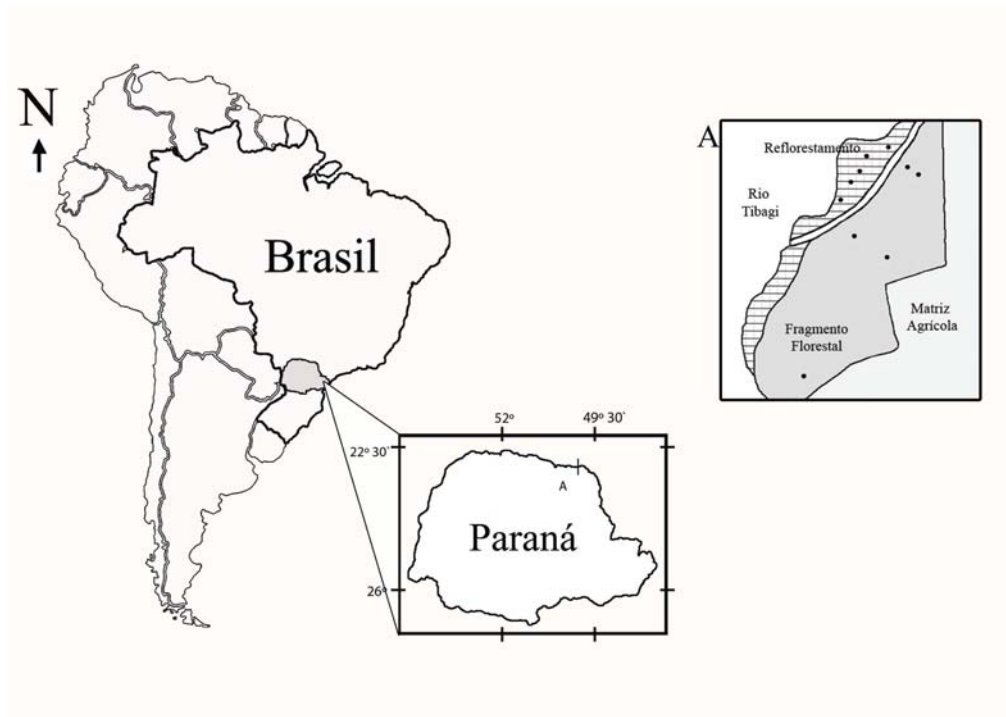 N
Brasil
A
Reflorestamento
Rio
Tibagi
Matriz
Agrícola
Fragmento
Florestal
52º 49º 30'
22º 30'
A
Paraná
26º